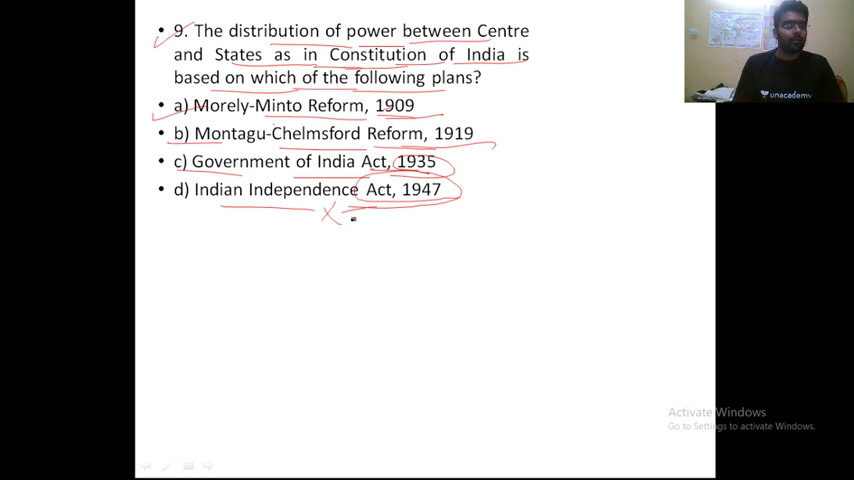 • 9. The distribution of power between Centre
and States as in Constitution of India is
based on which of the following plans?
• a) Morely-Minto Reform, 1909
• b) Montagu-Chelmsford Reform, 1919
• c) Government of India Act, 1935
• d) Indian Independence Act, 1947
unacademy
Activate Windows
Go to Settings to activate Windows.